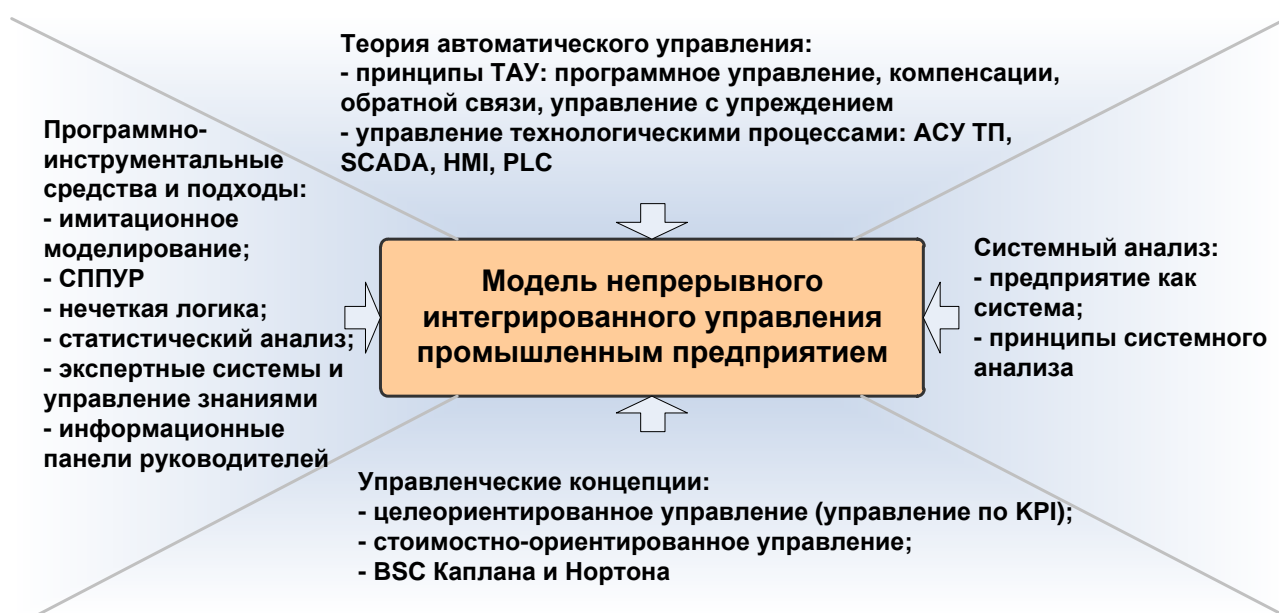 Теория автоматического управления:
- принципы ТАУ: программное управление, компенсации,
обратной связи, управление с упреждением
- управление технологическими процессами: АСУ ТП,
SCADA, HMI, PLC
Программно-
инструментальные
средства и подходы:
- имитационное
моделирование;
- СППУР
- нечеткая логика;
- статистический анализ;
- экспертные системы и
управление знаниями
- информационные
панели руководителей
Модель непрерывного
интегрированного управления
промышленным предприятием
Системный анализ:
- предприятие как
система;
- принципы системного
анализа
Управленческие концепции:
- целеориентированное управление (управление по KPI);
- стоимостно-ориентированное управление;
- BSC Каплана и Нортона